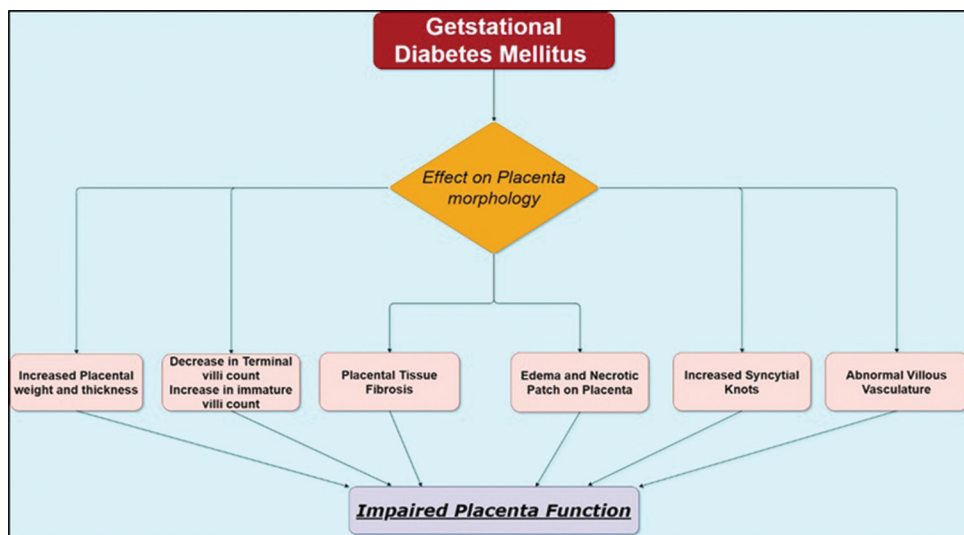 Getstational
Diabetes Mellitus
Effect on Placenta
morphology
Increased Placental
weight and thickness
Decrease in Terminal
villi count
Increase in immature
villi count
Placental Tissue
Fibrosis
Edema and Necrotic
Patch on Placenta
Increased Syncytial
Knots
Abnormal Villous
Vasculature
Impaired Placenta Function